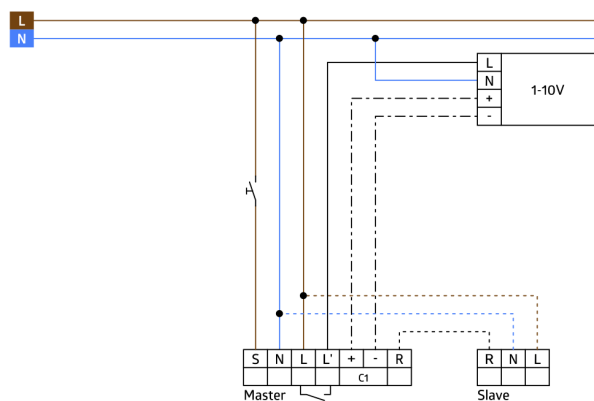 L
N
L
N
1-10V
+
-
S N L L' + - R
R N L
C1
Master
Slave